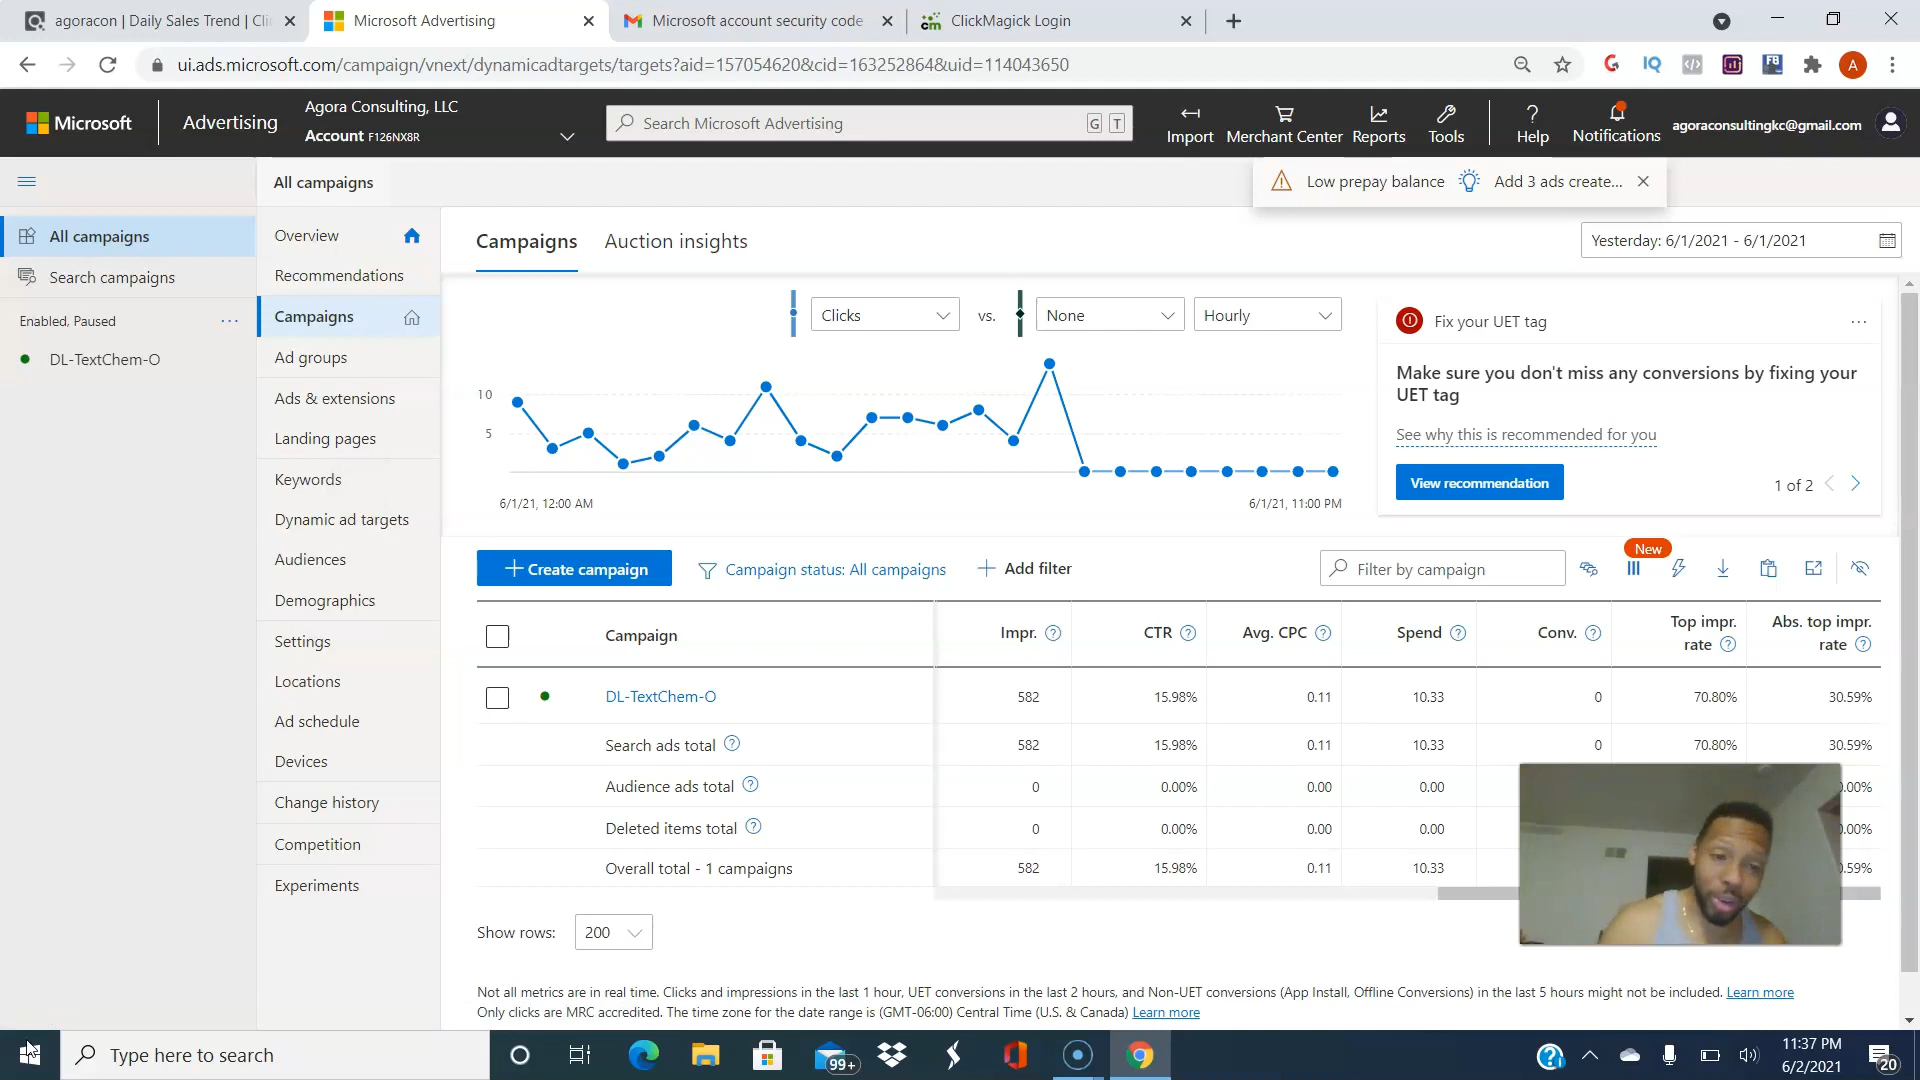 agoracon | Daily Sales Trend | Cli
Microsoft Advertising
Microsoft account security code
cm ClickMagick Login
ui.ads.microsoft.com/campaign/vnext/dynamicadtargets/targets?aid=157054620&cid=163252864&uid=114043650
IQ
FB
A
Microsoft
Advertising
Agora Consulting, LLC
Account F126NX8R
Search Microsoft Advertising
G T
Import
Merchant Center
Reports
Tools
Help
Notifications
agoraconsultingkc@gmail.com
Low prepay balance
Add 3 ads create...
All campaigns
Search campaigns
Enabled, Paused
DL-TextChem-O
All campaigns
Overview
Recommendations
Campaigns
Ad groups
Ads & extensions
Landing pages
Keywords
Dynamic ad targets
Audiences
Demographics
Settings
Locations
Ad schedule
Devices
Change history
Competition
Experiments
Campaigns
Auction insights
Yesterday: 6/1/2021 - 6/1/2021
Clicks
vs.
None
Hourly
10
5
6/1/21, 12:00 AM
6/1/21, 11:00 PM
Fix your UET tag
Make sure you don't miss any conversions by fixing your
UET tag
See why this is recommended for you
View recommendation
1 of 2
+ Create campaign
Campaign status: All campaigns
+ Add filter
Filter by campaign
New
Campaign Impr. CTR Avg. CPC Spend Conv. Top impr. rate Abs. top impr. rate
DL-TextChem-O 582 15.98% 0.11 10.33 0 70.80% 30.59%
Search ads total 582 15.98% 0.11 10.33 0 70.80% 30.59%
Audience ads total 0 0.00% 0.00 0.00 .00%
Deleted items total 0 0.00% 0.00 0.00 .00%
Overall total - 1 campaigns 582 15.98% 0.11 10.33 .59%
Show rows: 200
Not all metrics are in real time. Clicks and impressions in the last 1 hour, UET conversions in the last 2 hours, and Non-UET conversions (App Install, Offline Conversions) in the last 5 hours might not be included. Learn more
Only clicks are MRC accredited. The time zone for the date range is (GMT-06:00) Central Time (U.S. & Canada) Learn more
Type here to search
99+
11:37 PM
6/2/2021
20